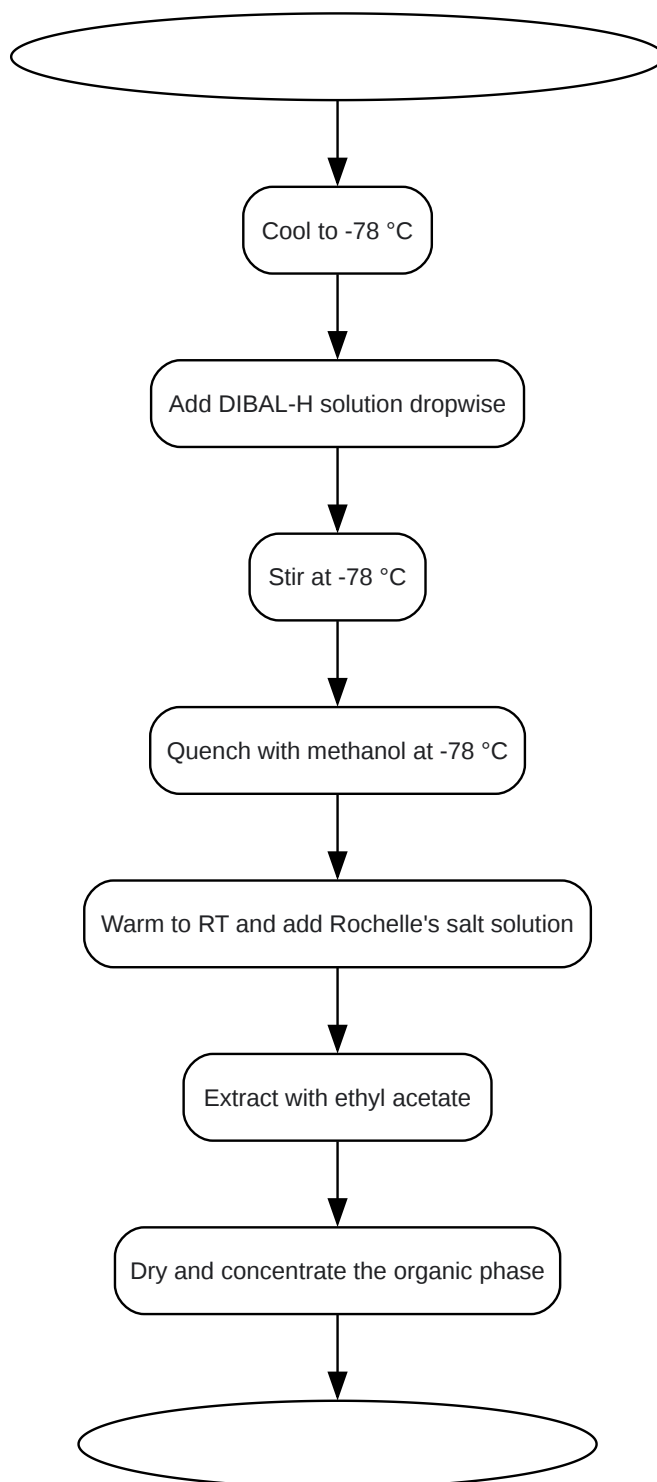 Cool to -78 °C
Add DIBAL-H solution dropwise
Stir at -78 °C
Quench with methanol at -78 °C
Warm to RT and add Rochelle's salt solution
Extract with ethyl acetate
Dry and concentrate the organic phase